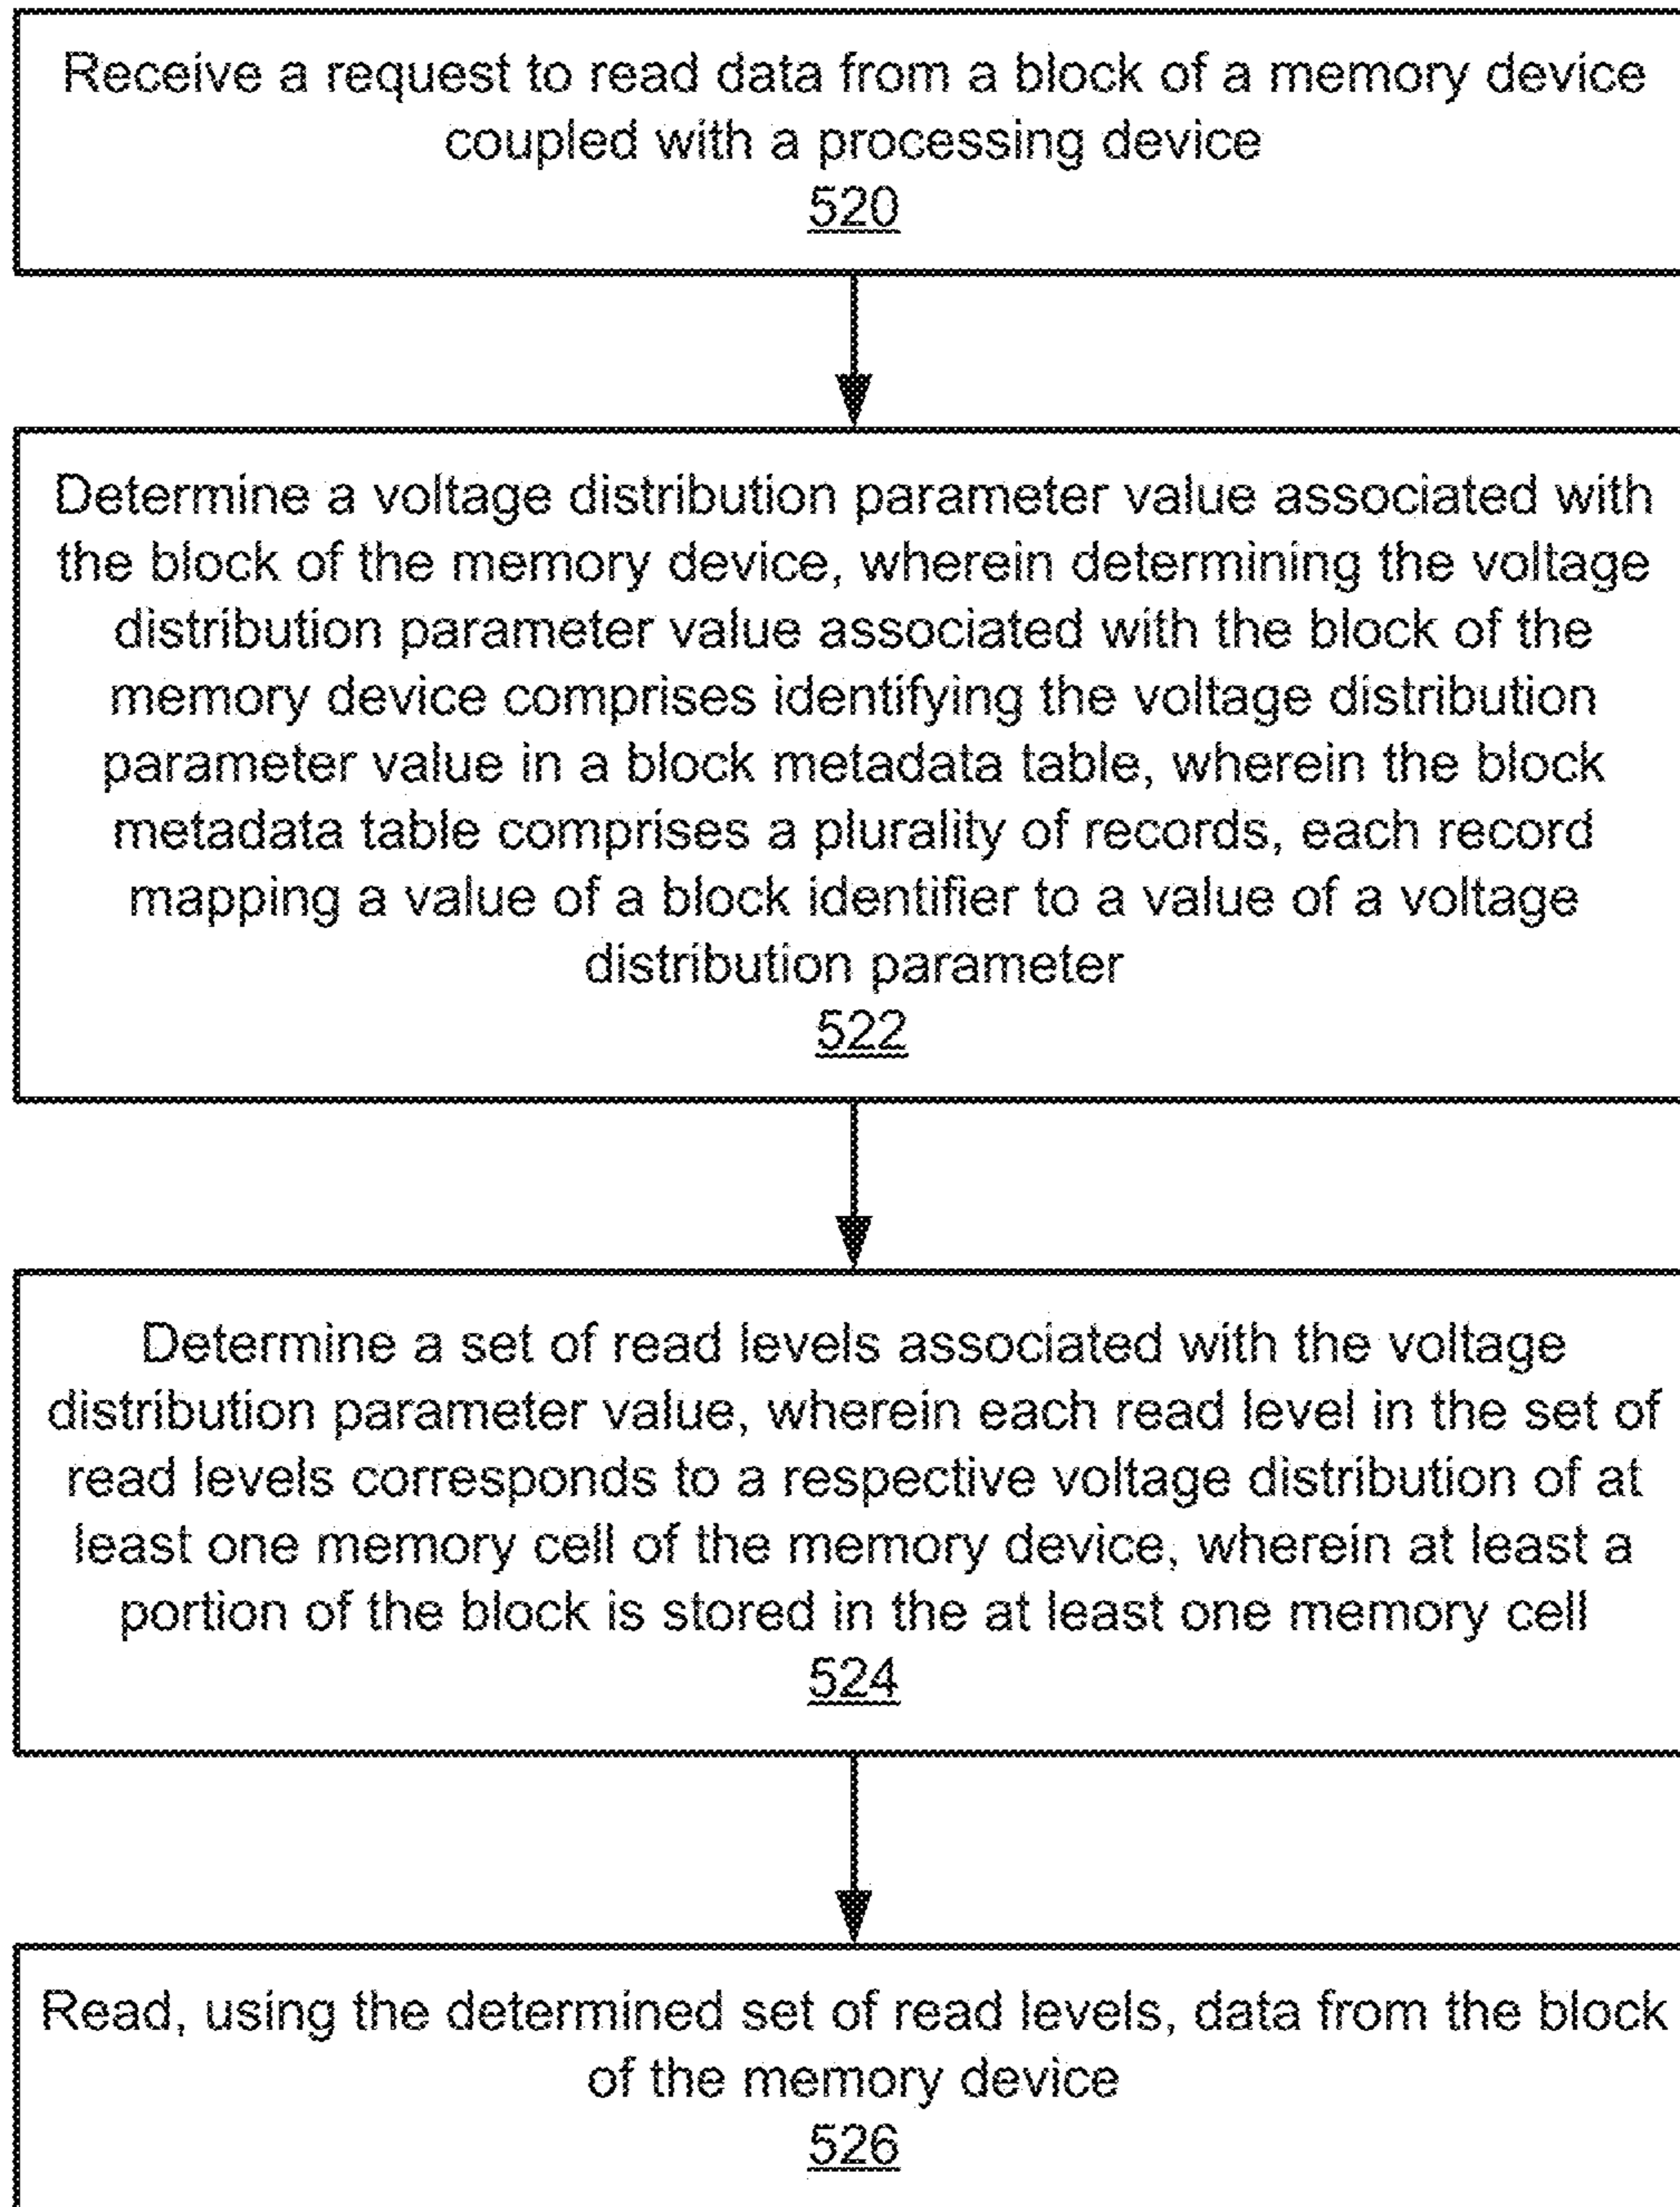 Receive a request to read data from a block of a memory device
coupled with a processing device
520
Determine a voltage distribution parameter value associated with
the block of the memory device, wherein determining the voltage
distribution parameter value associated with the block of the
memory device comprises identifying the voltage distribution
parameter value in a block metadata table, wherein the block
metadata table comprises a plurality of records, each record
mapping a value of a block identifier to a value of a voltage
distribution parameter
522
Determine a set of read levels associated with the voltage
distribution parameter value, wherein each read level in the set of
read levels corresponds to a respective voltage distribution of at
least one memory cell of the memory device, wherein at least a
portion of the block is stored in the at least one memory cell
524
Read, using the determined set of read levels, data from the block
of the memory device
526